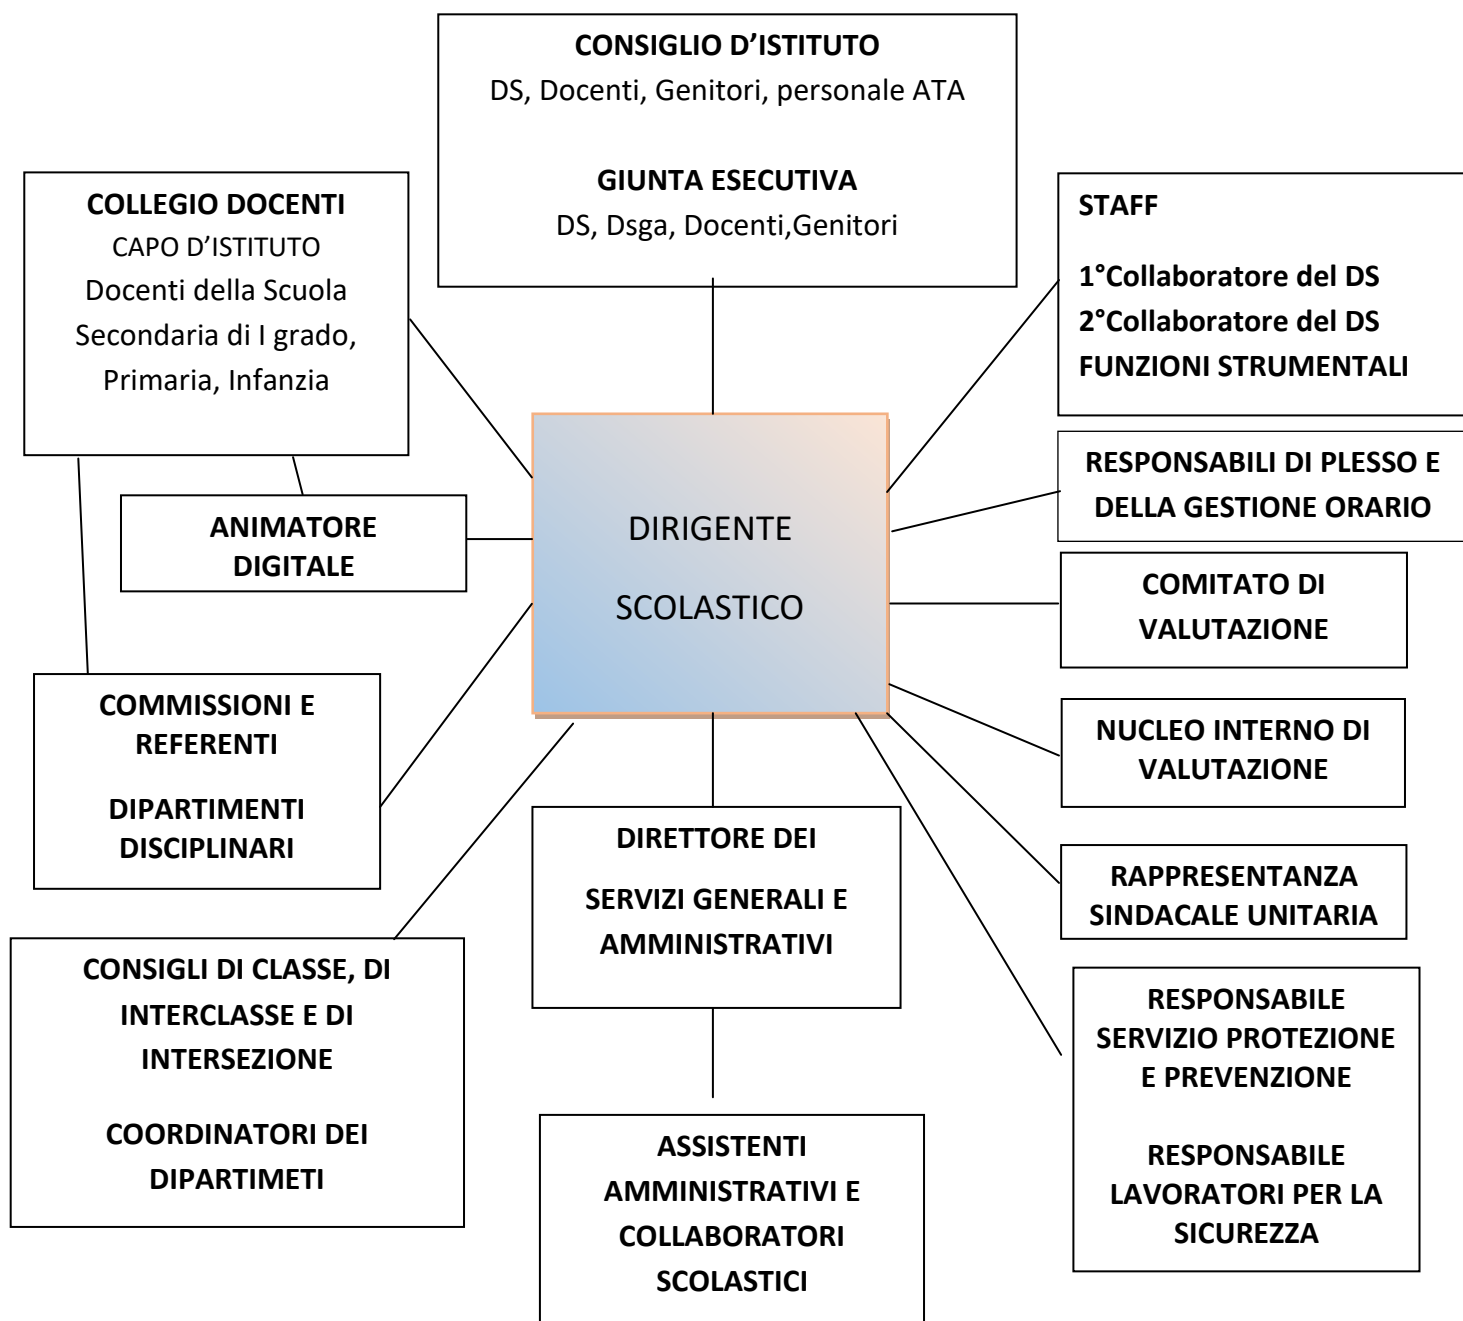 CONSIGLIO D’ISTITUTO
DS, Docenti, Genitori, personale ATA
GIUNTA ESECUTIVA
DS, Dsga, Docenti,Genitori
COLLEGIO DOCENTI
CAPO D’ISTITUTO
Docenti della Scuola
Secondaria di I grado,
Primaria, Infanzia
STAFF
1°Collaboratore del DS
2°Collaboratore del DS
FUNZIONI STRUMENTALI
RESPONSABILI DI PLESSO E
DELLA GESTIONE ORARIO
ANIMATORE
DIGITALE
DIRIGENTE
SCOLASTICO
COMITATO DI
VALUTAZIONE
COMMISSIONI E
REFERENTI
DIPARTIMENTI
DISCIPLINARI
NUCLEO INTERNO DI
VALUTAZIONE
DIRETTORE DEI
SERVIZI GENERALI E
AMMINISTRATIVI
RAPPRESENTANZA
SINDACALE UNITARIA
CONSIGLI DI CLASSE, DI
INTERCLASSE E DI
INTERSEZIONE
COORDINATORI DEI
DIPARTIMETI
RESPONSABILE
SERVIZIO PROTEZIONE
E PREVENZIONE
RESPONSABILE
LAVORATORI PER LA
SICUREZZA
ASSISTENTI
AMMINISTRATIVI E
COLLABORATORI
SCOLASTICI